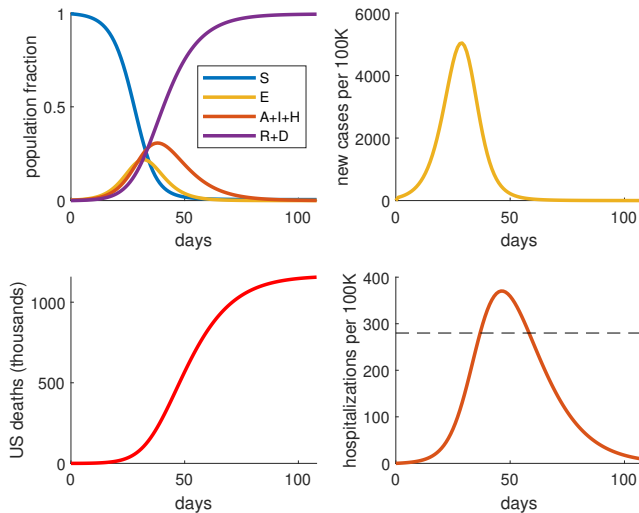 population fraction
1
0.5
0
0
50
100
days
S
E
A+I+H
R+D
new cases per 100K
6000
4000
2000
0
0
50
100
days
US deaths (thousands)
1000
500
0
0
50
100
days
hospitalizations per 100K
400
300
200
100
0
0
50
100
days